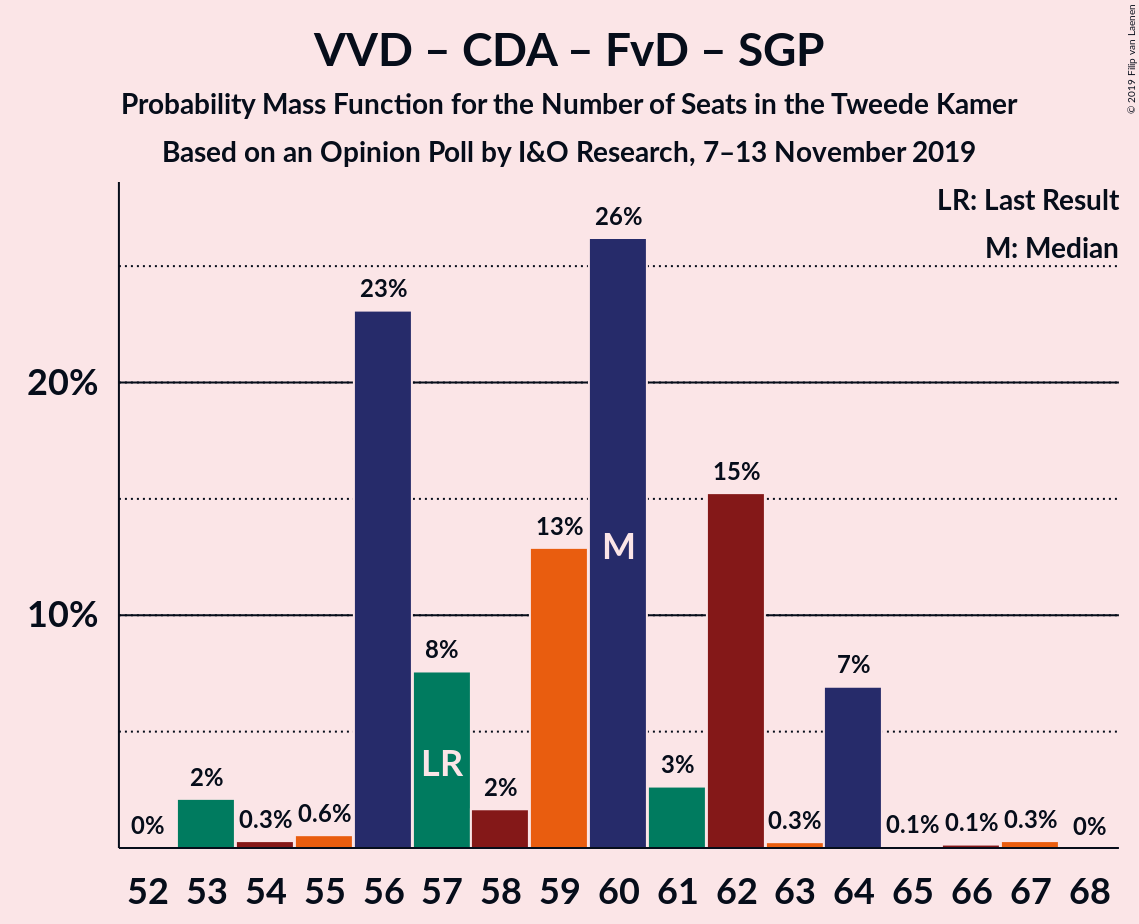 VVD – CDA – FvD – SGP
Probability Mass Function for the Number of Seats in the Tweede Kamer
Based on an Opinion Poll by I&O Research, 7–13 November 2019
© 2019 Filip van Laenen
LR: Last Result
M: Median
20%
10%
0%
2%
0.3%
0.6%
23%
8%
2%
13%
26%
3%
15%
0.3%
7%
0.1%
0.1%
0.3%
0%
LR
M
52 53 54 55 56 57 58 59 60 61 62 63 64 65 66 67 68